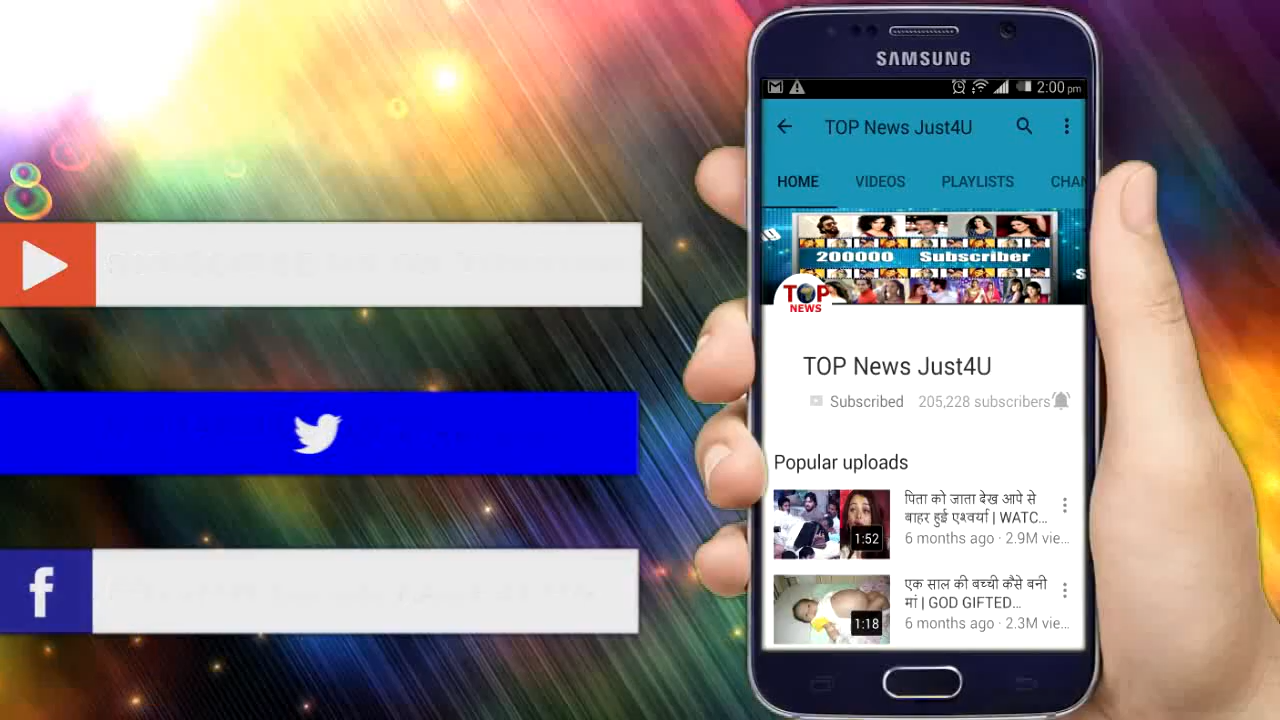 SAMSUNG
2:00 pm
TOP News Just4U
HOME VIDEOS PLAYLISTS CHAN
200000 Subscriber
TOP
NEWS
TOP News Just4U
Subscribed 205,228 subscribers
Popular uploads
पिता को जाता देख आपे से
बाहर हुई एश्वर्या | WATC...
6 months ago · 2.9M vie...
1:52
एक साल की बच्ची कैसे बनी
मां | GOD GIFTED...
6 months ago · 2.3M vie...
1:18